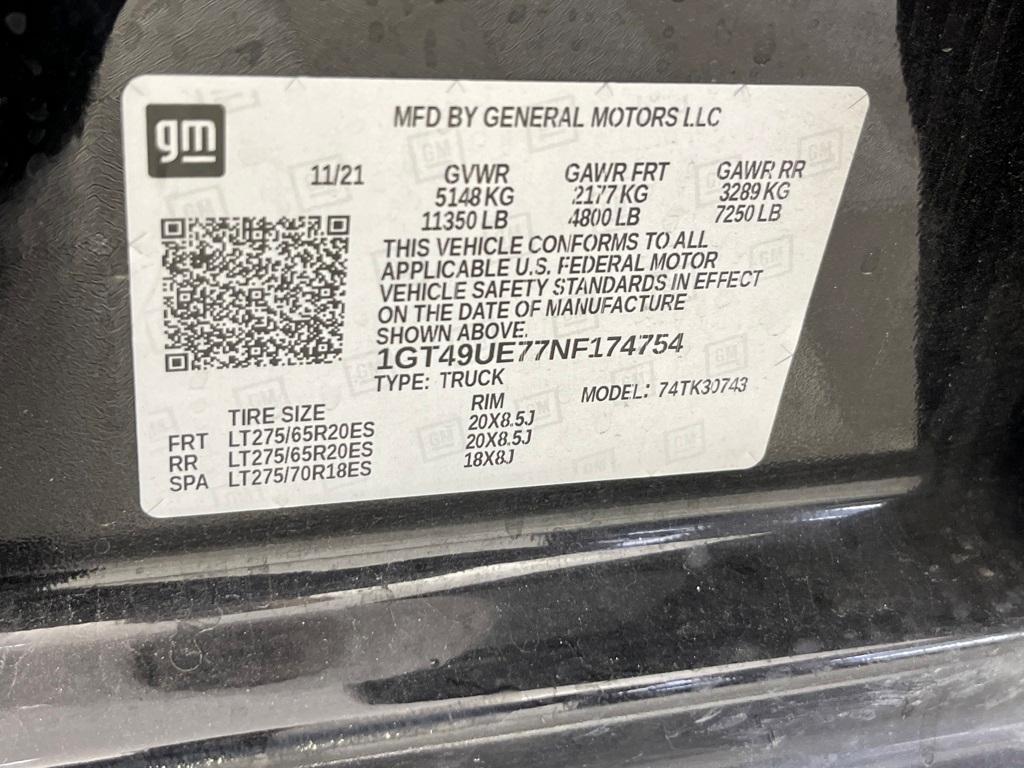 gm
MFD BY GENERAL MOTORS LLC
11/21 GVWR GAWR FRT GAWR RR
5148 KG 2177 KG 3289 KG
11350 LB 4800 LB 7250 LB
THIS VEHICLE CONFORMS TO ALL
APPLICABLE U.S. FEDERAL MOTOR
VEHICLE SAFETY STANDARDS IN EFFECT
ON THE DATE OF MANUFACTURE
SHOWN ABOVE.
1GT49UE77NF174754
TYPE: TRUCK MODEL: 74TK30743
TIRE SIZE RIM
FRT LT275/65R20ES 20X8.5J
RR LT275/65R20ES 20X8.5J
SPA LT275/70R18ES 18X8J